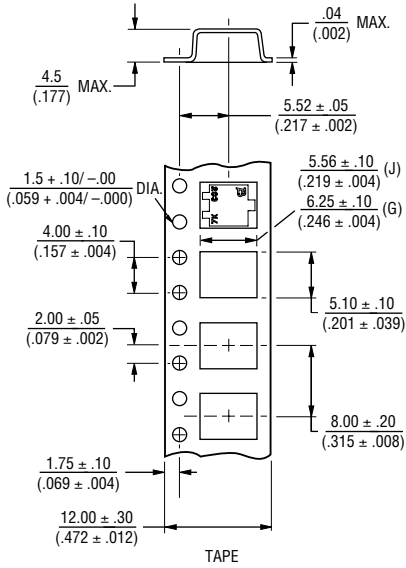 .04
(.002) MAX.
4.5
(.177) MAX.
5.52 ± .05
(.217 ± .002)
1.5 + .10/ −.00
(.059 + .004/ −.000) DIA.
5.56 ± .10
(.219 ± .004) (J)
6.25 ± .10
(.246 ± .004) (G)
4.00 ± .10
(.157 ± .004)
5.10 ± .10
(.201 ± .039)
2.00 ± .05
(.079 ± .002)
8.00 ± .20
(.315 ± .008)
1.75 ± .10
(.069 ± .004)
12.00 ± .30
(.472 ± .012)
TAPE